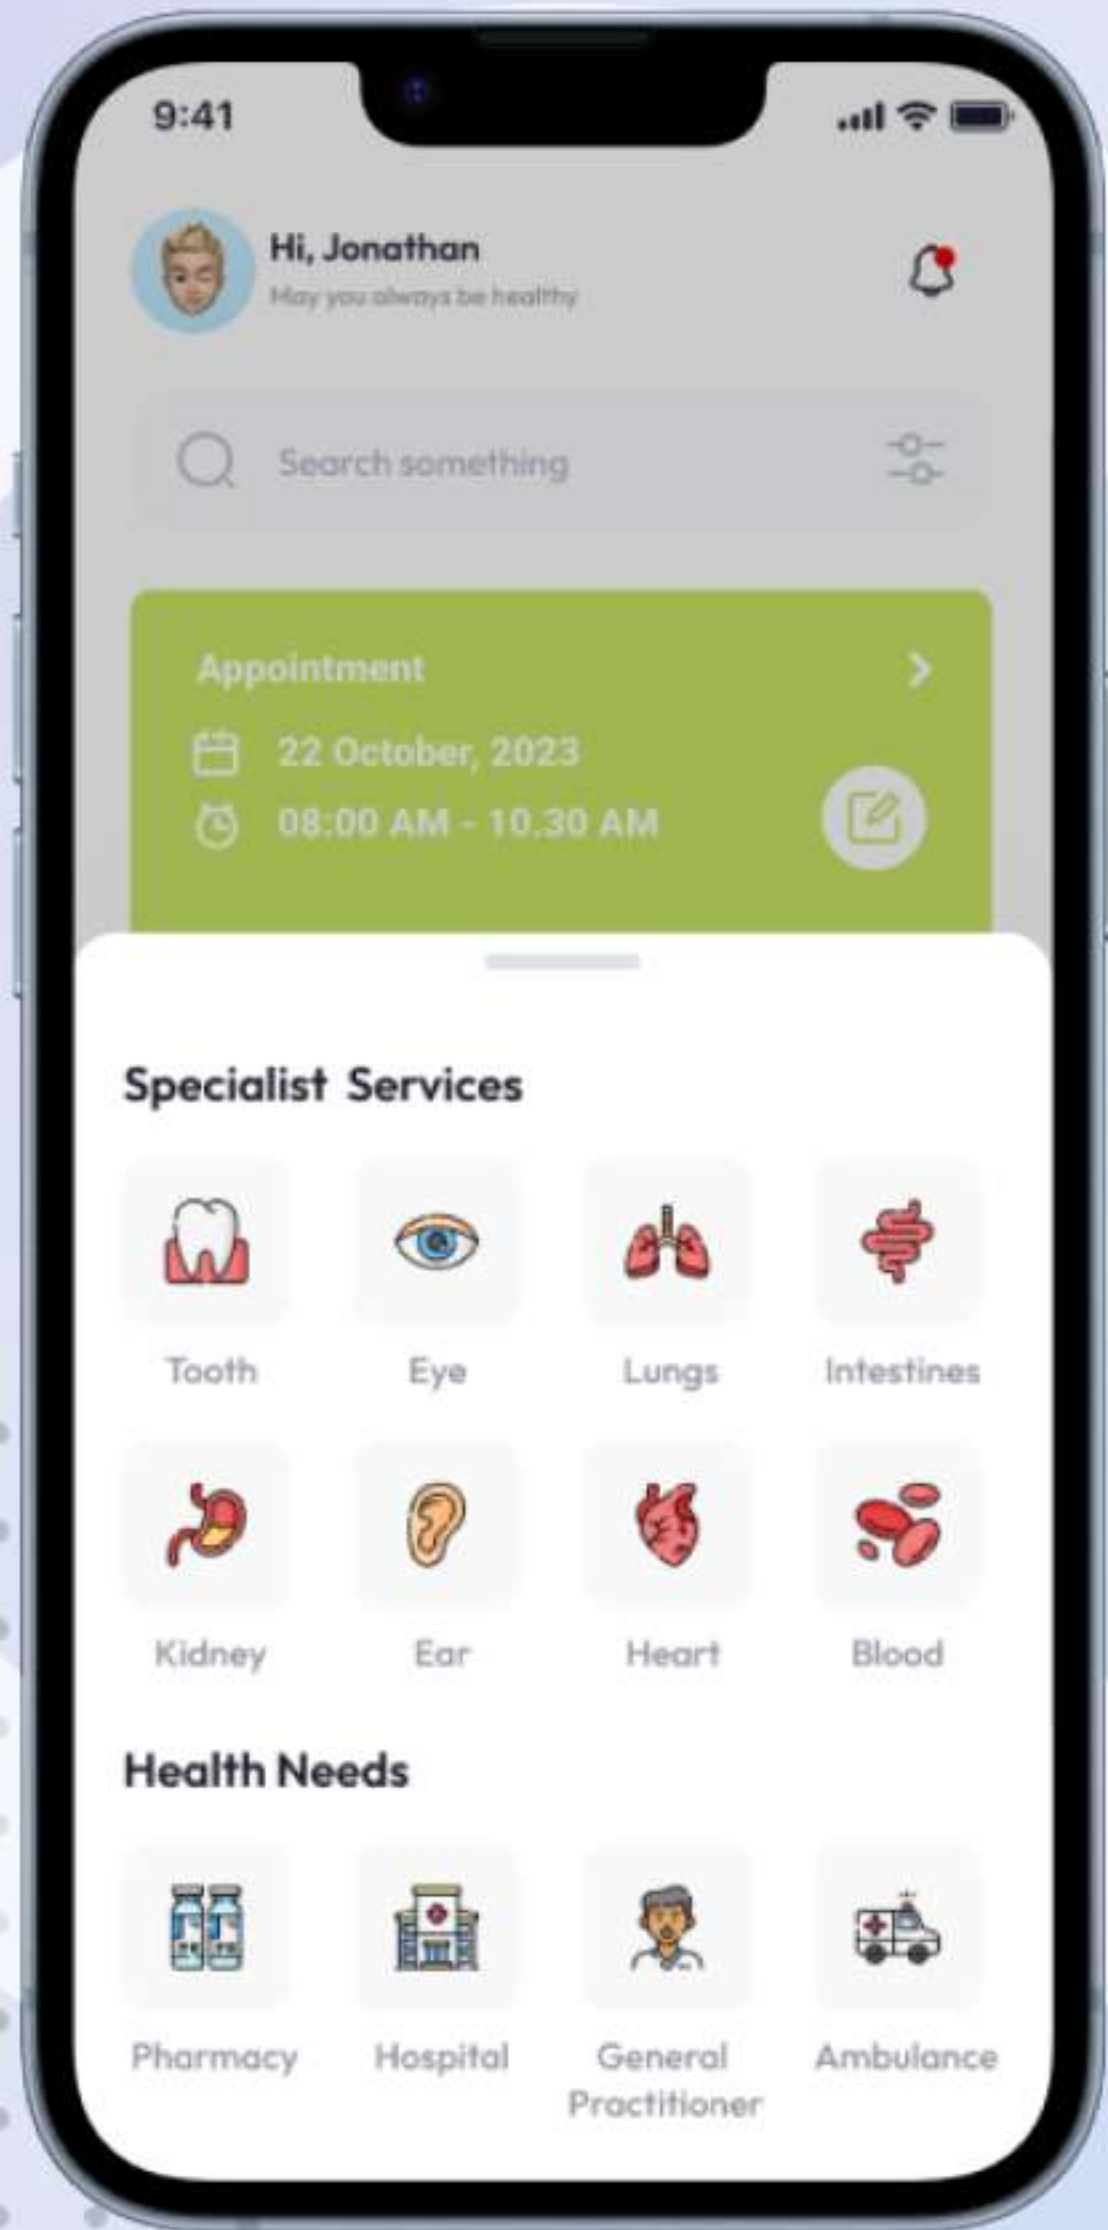 9:41
Hi, Jonathan
May you always be healthy
Search something
Appointment
22 October, 2023
08:00 AM - 10.30 AM
Specialist Services
Tooth
Eye
Lungs
Intestines
Kidney
Ear
Heart
Blood
Health Needs
Pharmacy
Hospital
General
Practitioner
Ambulance